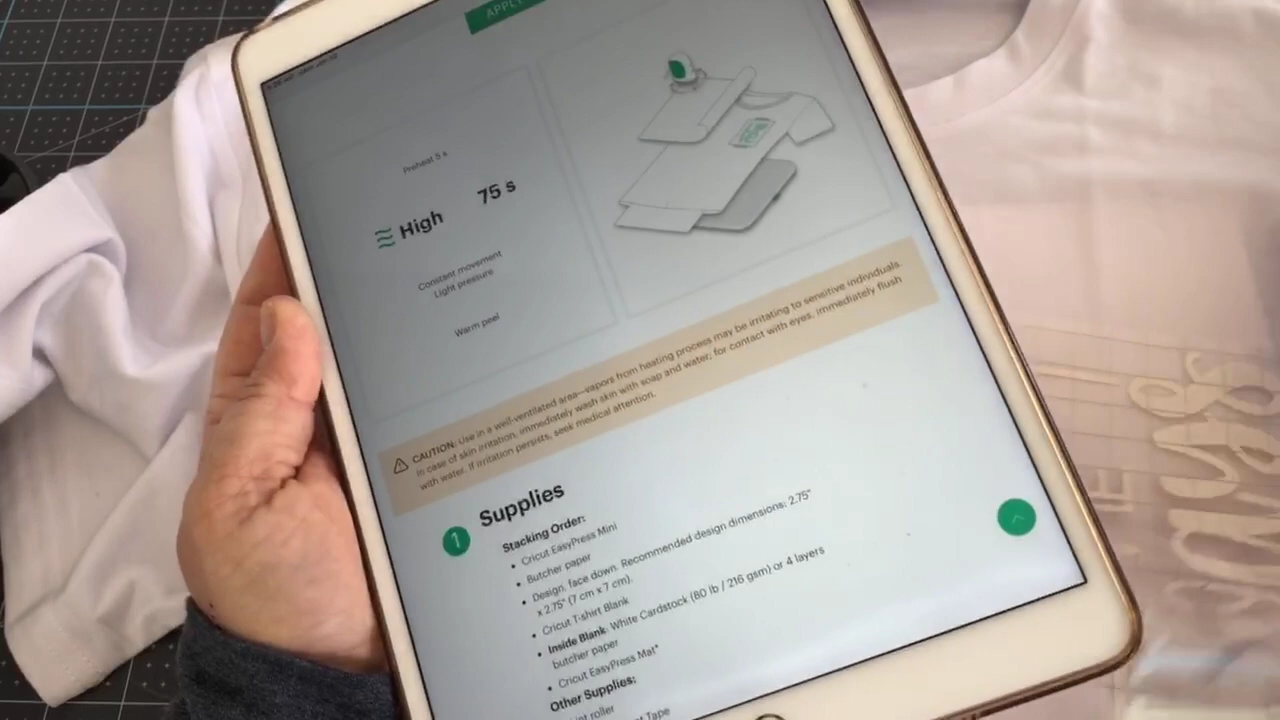 APPLY
Preheat 5 s
High
75 s
Constant movement
Light pressure
Warm peel
CAUTION: Use in a well-ventilated area—vapors from heating process may be irritating to sensitive individuals.
In case of skin irritation, immediately wash skin with soap and water; for contact with eyes, immediately flush
with water. If irritation persists, seek medical attention.
1
Supplies
Stacking Order:
• Cricut EasyPress Mini
• Butcher paper
• Design, face down. Recommended design dimensions: 2.75"
x 2.75" (7 cm x 7 cm).
• Cricut T-shirt Blank
• Inside Blank: White Cardstock (80 lb / 216 gsm) or 4 layers
butcher paper
• Cricut EasyPress Mat*
Other Supplies:
roller
Tape